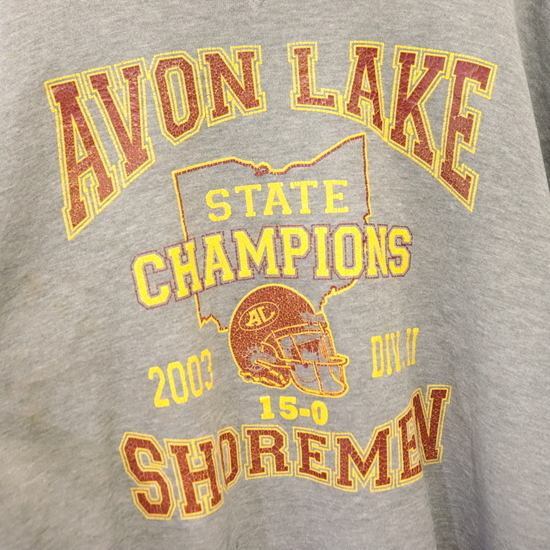 AVON LAKE
STATE
CHAMPIONS
AL
2003 DIV. II
15-0
SHOREMEN